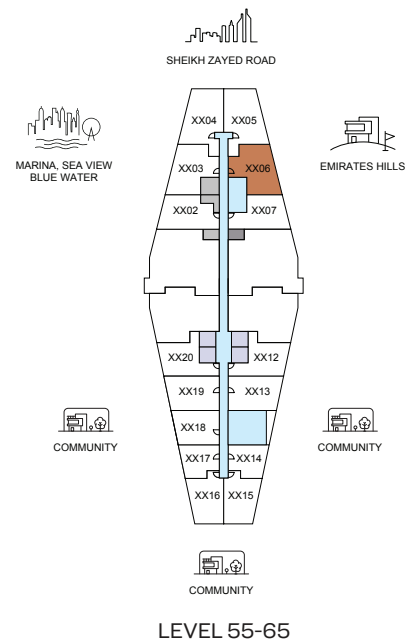 SHEIKH ZAYED ROAD
XX04 XX05
MARINA, SEA VIEW
BLUE WATER
XX03 XX06
EMIRATES HILLS
XX02 XX07
XX20 XX12
XX19 XX13
COMMUNITY
XX18
COMMUNITY
XX17 XX14
XX16 XX15
COMMUNITY
LEVEL 55-65